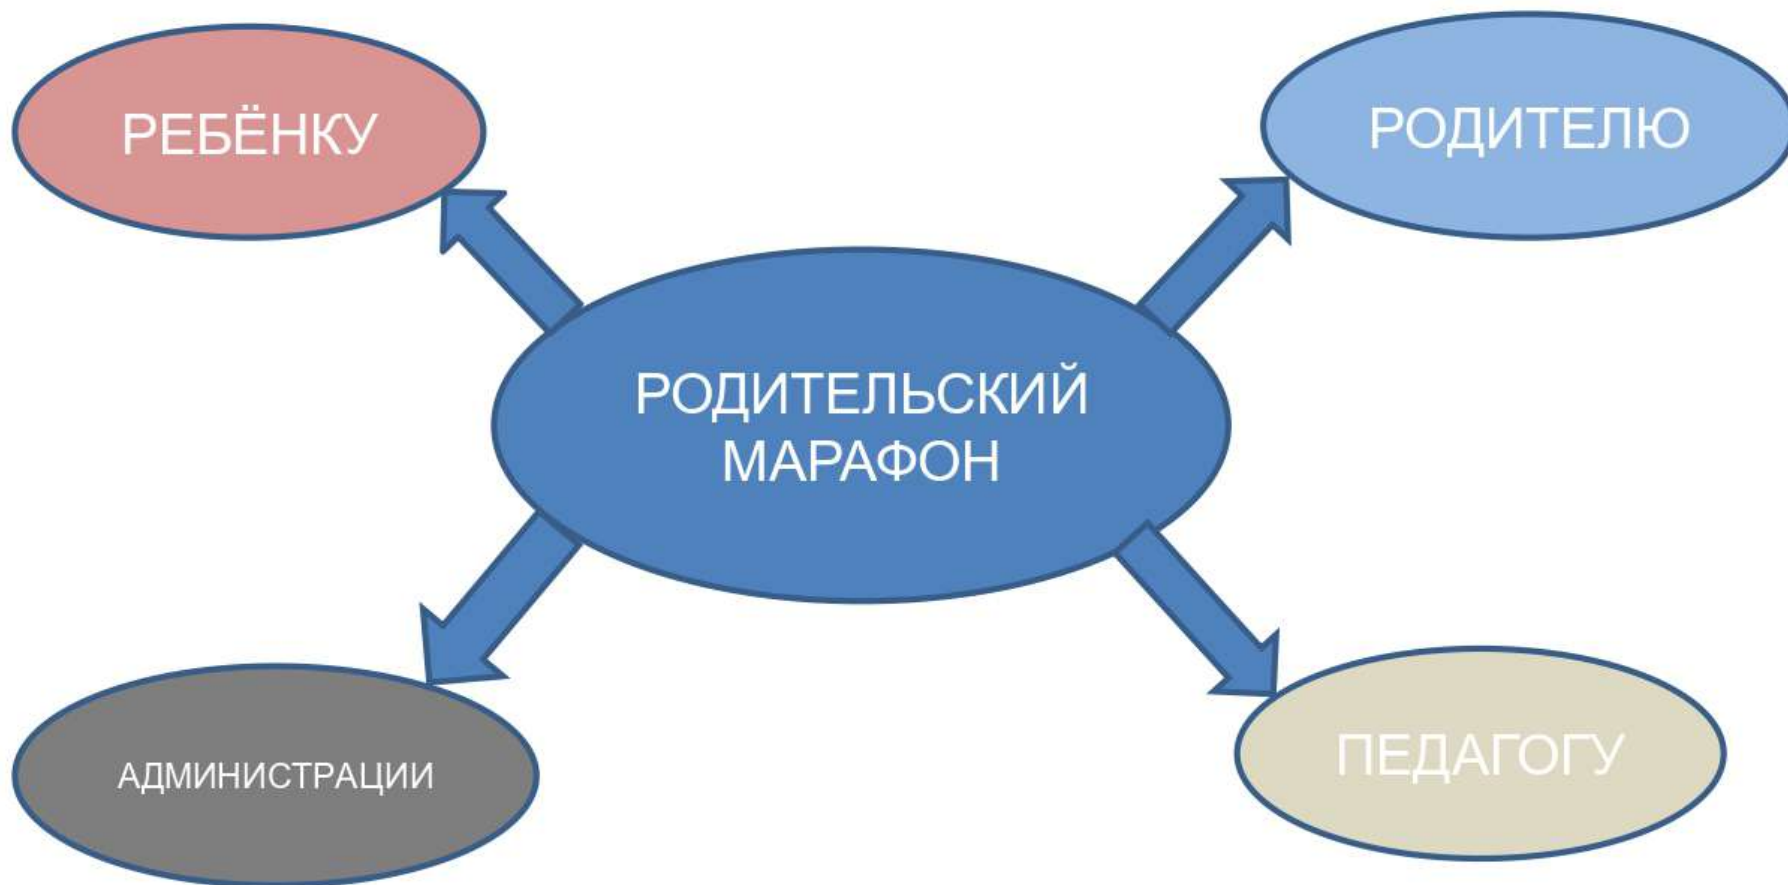 РЕБЁНКУ
РОДИТЕЛЮ
РОДИТЕЛЬСКИЙ
МАРАФОН
АДМИНИСТРАЦИИ
ПЕДАГОГУ